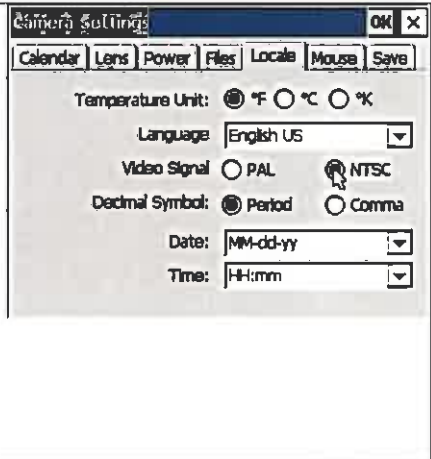 Camera Settings OK ×
Calendar Lens Power Files Locale Mouse Save
Temperature Unit: °F °C °K
Language English US
Video Signal PAL NTSC
Decimal Symbol: Period Comma
Date: MM-dd-yy
Time: HH:mm